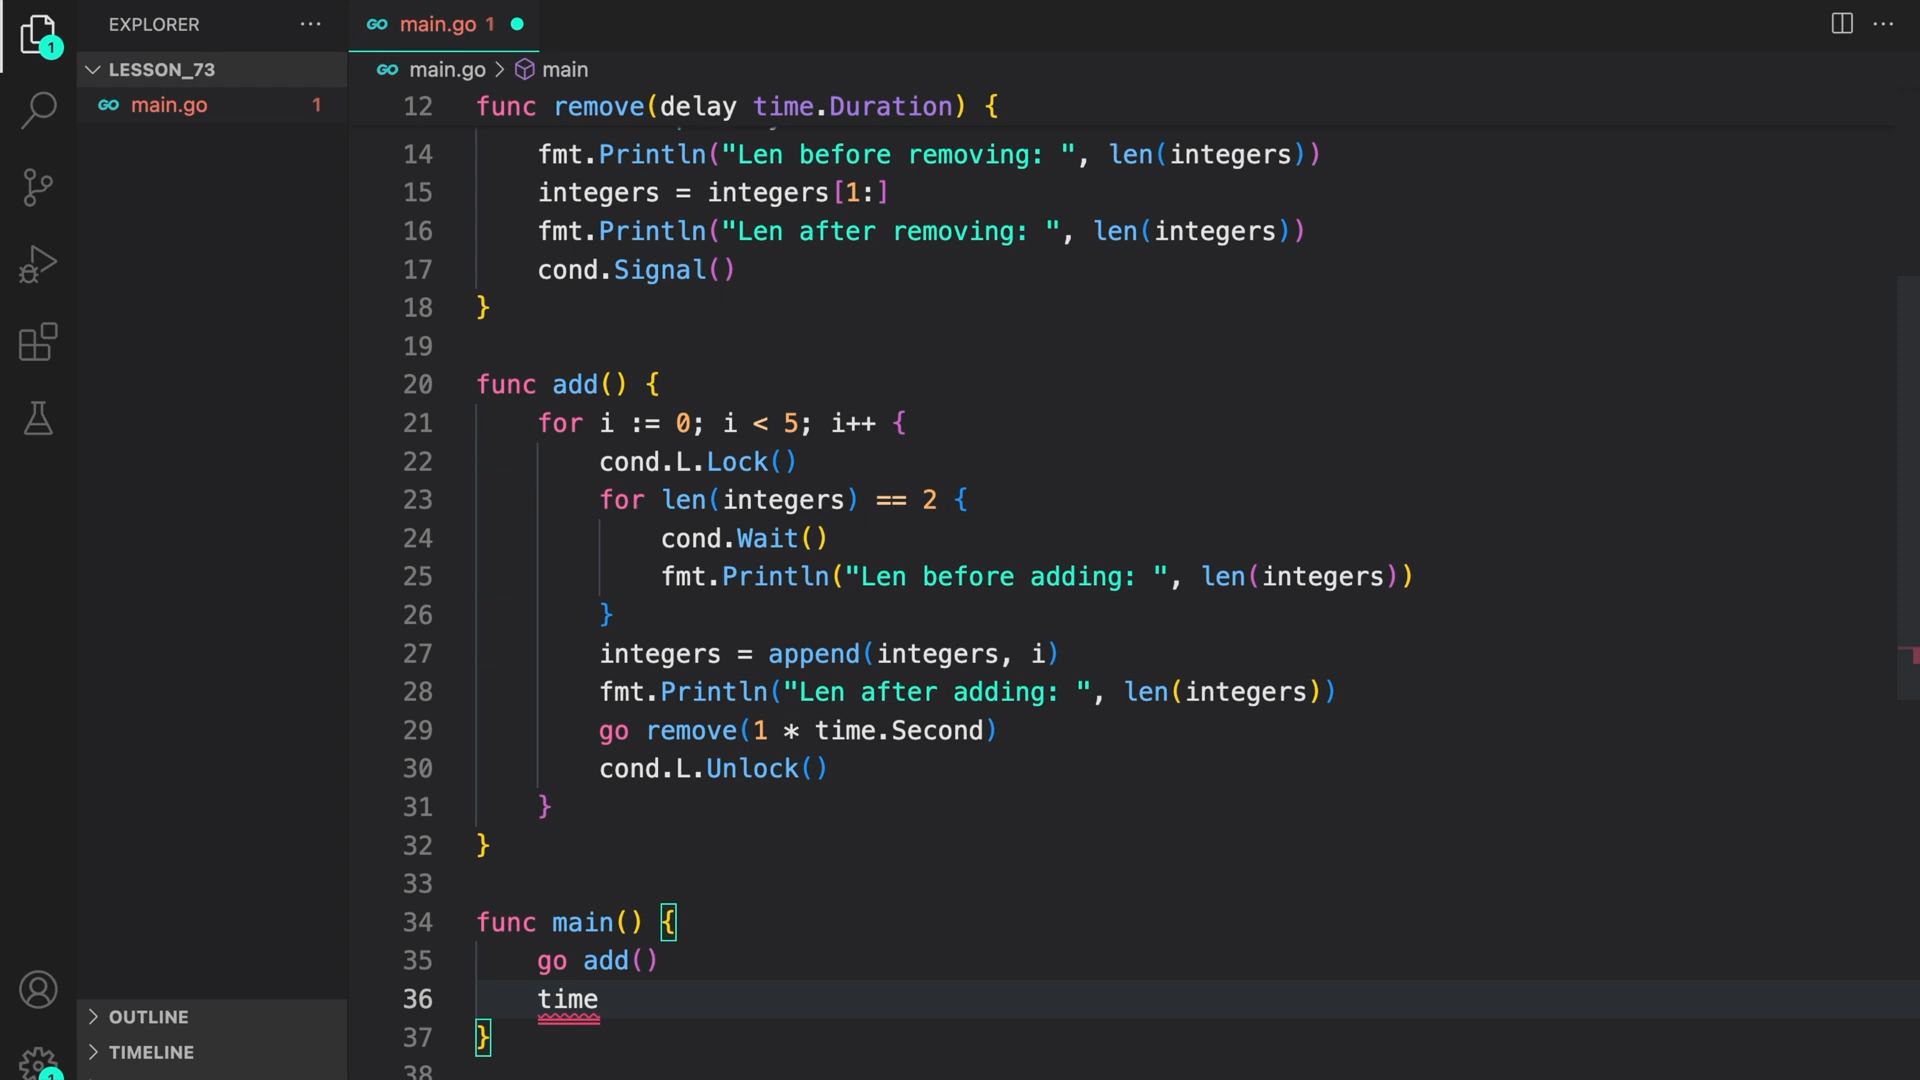 EXPLORER
LESSON_73
main.go 1
OUTLINE
TIMELINE
1
1
GO main.go 1
GO main.go > main
12 func remove(delay time.Duration) {
14 fmt.Println("Len before removing: ", len(integers))
15 integers = integers[1:]
16 fmt.Println("Len after removing: ", len(integers))
17 cond.Signal()
18 }
19
20 func add() {
21 for i := 0; i < 5; i++ {
22 cond.L.Lock()
23 for len(integers) == 2 {
24 cond.Wait()
25 fmt.Println("Len before adding: ", len(integers))
26 }
27 integers = append(integers, i)
28 fmt.Println("Len after adding: ", len(integers))
29 go remove(1 * time.Second)
30 cond.L.Unlock()
31 }
32 }
33
34 func main() {
35 go add()
36 time
37 }
38